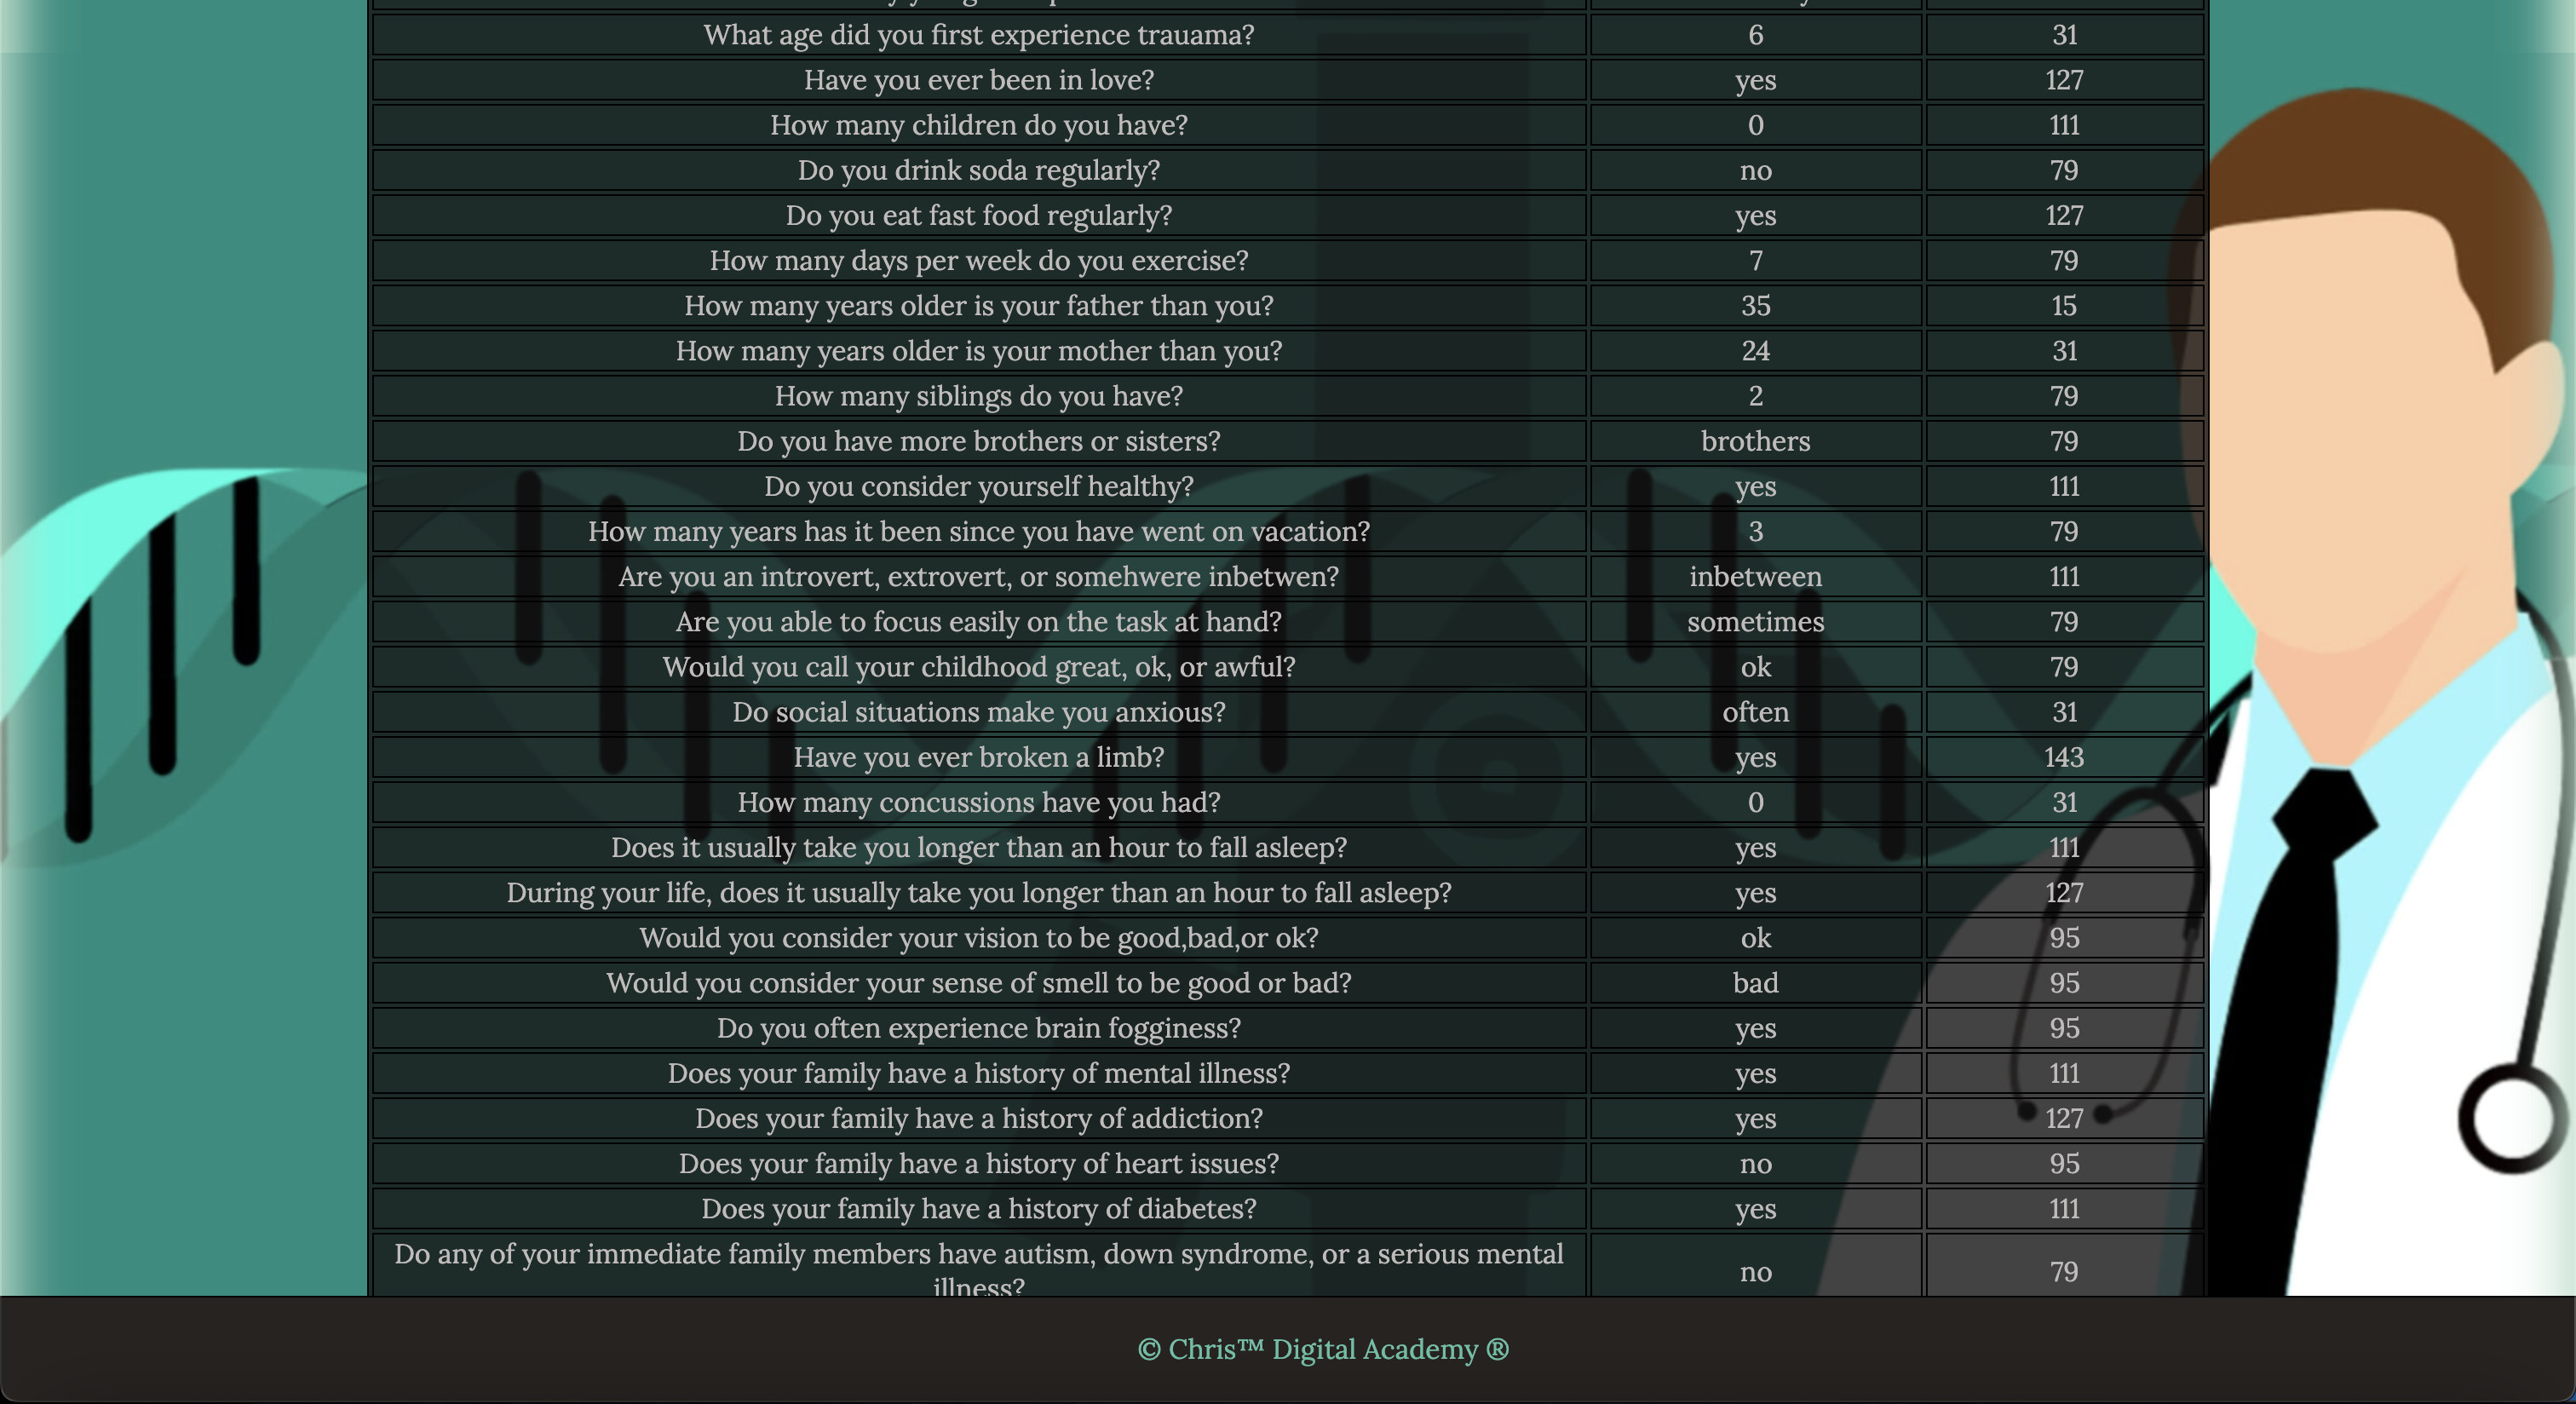 What age did you first experience trauama? 6 31
Have you ever been in love? yes 127
How many children do you have? 0 111
Do you drink soda regularly? no 79
Do you eat fast food regularly? yes 127
How many days per week do you exercise? 7 79
How many years older is your father than you? 35 15
How many years older is your mother than you? 24 31
How many siblings do you have? 2 79
Do you have more brothers or sisters? brothers 79
Do you consider yourself healthy? yes 111
How many years has it been since you have went on vacation? 3 79
Are you an introvert, extrovert, or somehwere inbetwen? inbetween 111
Are you able to focus easily on the task at hand? sometimes 79
Would you call your childhood great, ok, or awful? ok 79
Do social situations make you anxious? often 31
Have you ever broken a limb? yes 143
How many concussions have you had? 0 31
Does it usually take you longer than an hour to fall asleep? yes 111
During your life, does it usually take you longer than an hour to fall asleep? yes 127
Would you consider your vision to be good,bad,or ok? ok 95
Would you consider your sense of smell to be good or bad? bad 95
Do you often experience brain fogginess? yes 95
Does your family have a history of mental illness? yes 111
Does your family have a history of addiction? yes 127
Does your family have a history of heart issues? no 95
Does your family have a history of diabetes? yes 111
Do any of your immediate family members have autism, down syndrome, or a serious mental
illness? no 79
© Chris™ Digital Academy ®